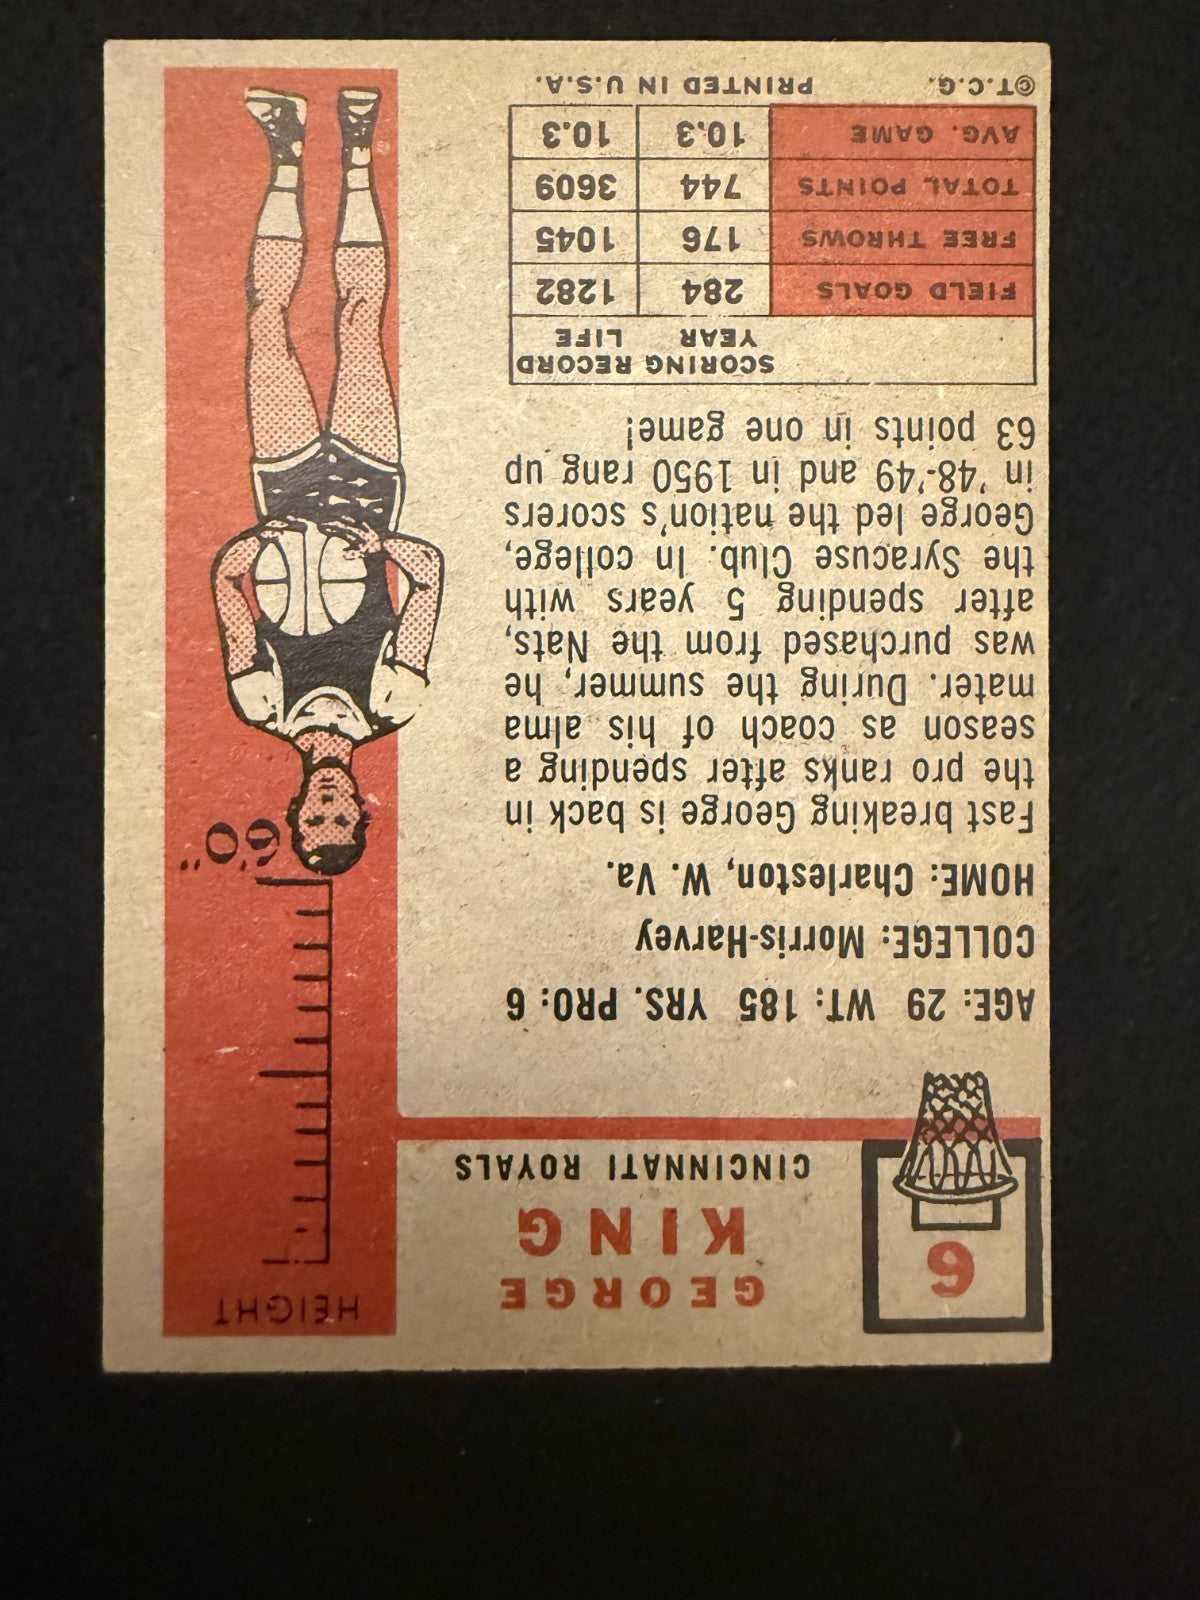 6
GEORGE
KING
CINCINNATI ROYALS
HEIGHT
6'0"
AGE: 29 WT: 185 YRS. PRO: 6
COLLEGE: Morris-Harvey
HOME: Charleston, W. Va.
Fast breaking George is back in
the pro ranks after spending a
season as coach of his alma
mater. During the summer, he
was purchased from the Nats,
after spending 5 years with
the Syracuse Club. In college,
George led the nation's scorers
in '48-'49 and in 1950 rang up
63 points in one game!
SCORING RECORD
YEAR LIFE
FIELD GOALS 284 1282
FREE THROWS 176 1045
TOTAL POINTS 744 3609
AVG. GAME 10.3 10.3
©T.C.G. PRINTED IN U.S.A.